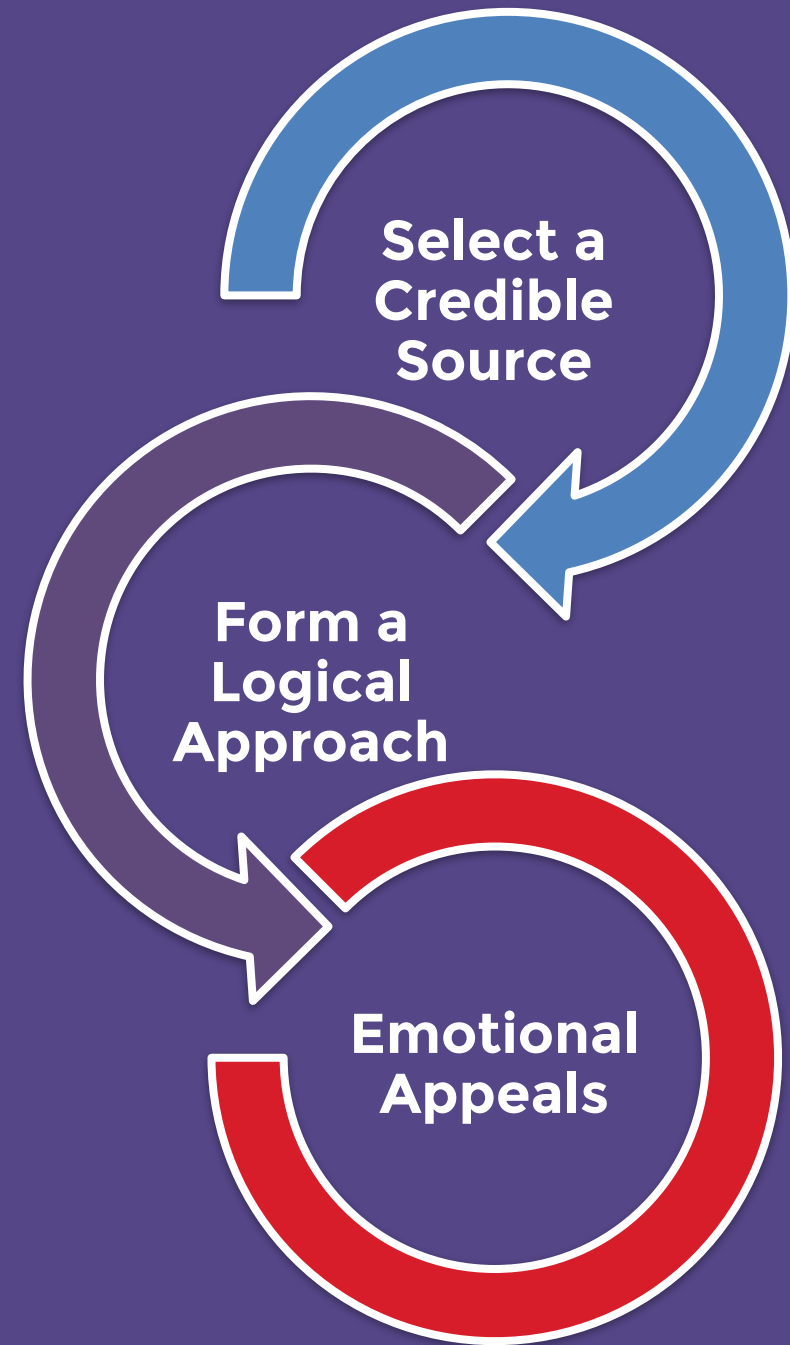 Select a
Credible
Source
Form a
Logical
Approach
Emotional
Appeals